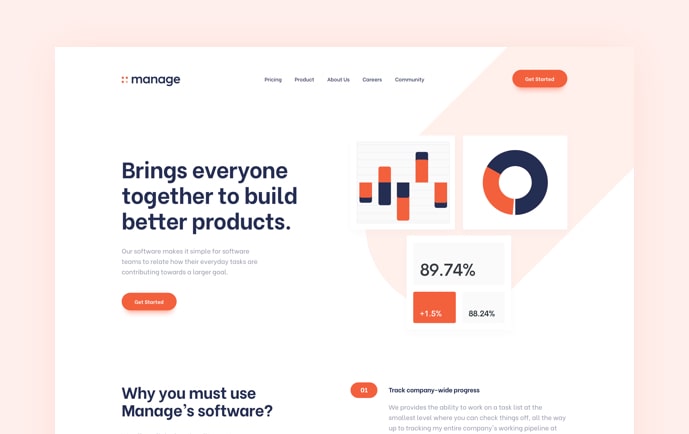 manage
Pricing
Product
About Us
Careers
Community
Get Started
Brings everyone
together to build
better products.
Our software makes it simple for software
teams to relate how their everyday tasks are
contributing towards a larger goal.
Get Started
89.74%
+1.5%
88.24%
Why you must use
Manage's software?
01
Track company-wide progress
We provides the ability to work on a task list at the
smallest level where you can check things off, all the way
up to tracking my entire company's working pipeline at